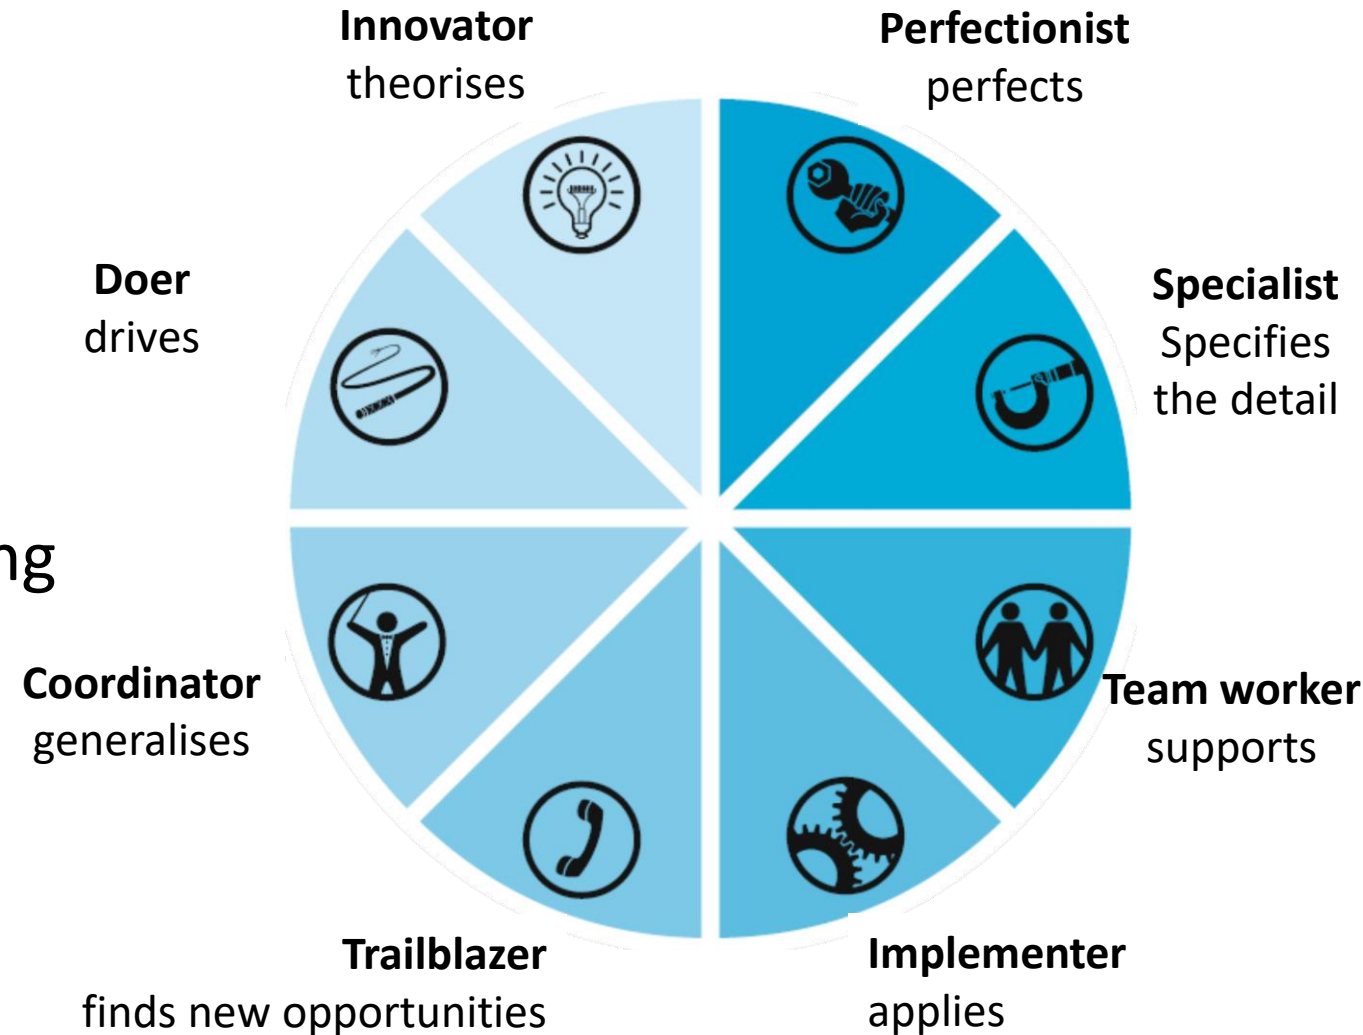 Innovator
theorises
Perfectionist
perfects
Doer
drives
Specialist
Specifies
the detail
Coordinator
generalises
Team worker
supports
Trailblazer
finds new opportunities
Implementer
applies